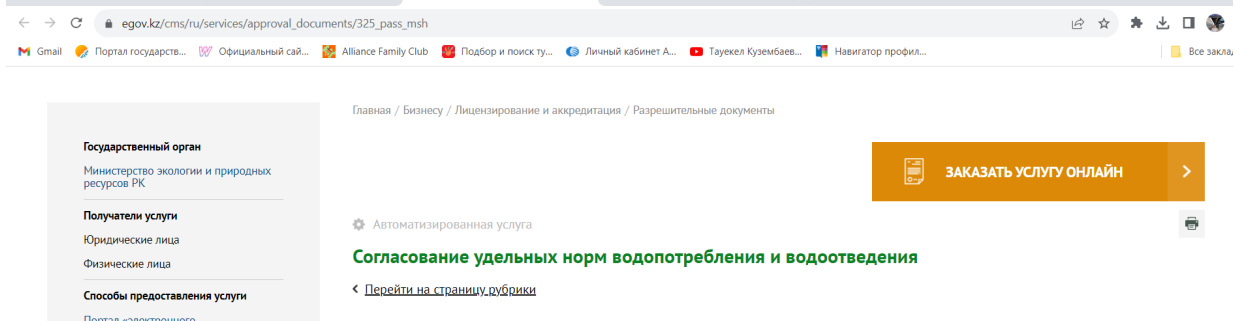 egov.kz/cms/ru/services/approval_documents/325_pass_msh
Gmail Портал государств... Официальный сай... Alliance Family Club Подбор и поиск ту... Личный кабинет А... Тауекел Кузембаев... Навигатор профил... Все заклад
Главная / Бизнесу / Лицензирование и аккредитация / Разрешительные документы
Государственный орган
Министерство экологии и природных
ресурсов РК
ЗАКАЗАТЬ УСЛУГУ ОНЛАЙН
Получатели услуги
Юридические лица
Физические лица
Автоматизированная услуга
Согласование удельных норм водопотребления и водоотведения
Перейти на страницу рубрики
Способы предоставления услуги
Портал «электронного